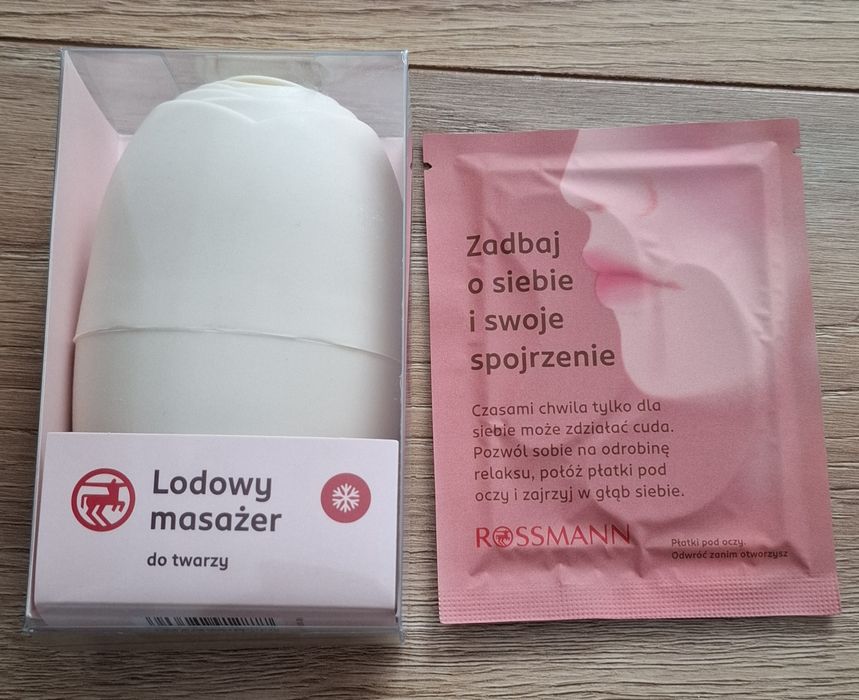 Lodowy
masażer
do twarzy
Zadbaj
o siebie
i swoje
spojrzenie
Czasami chwila tylko dla
siebie może zdziałać cuda.
Pozwól sobie na odrobinę
relaksu, połóż płatki pod
oczy i zajrzyj w głąb siebie.
ROSSMANN
Płatki pod oczy.
Odwróć zanim otworzysz